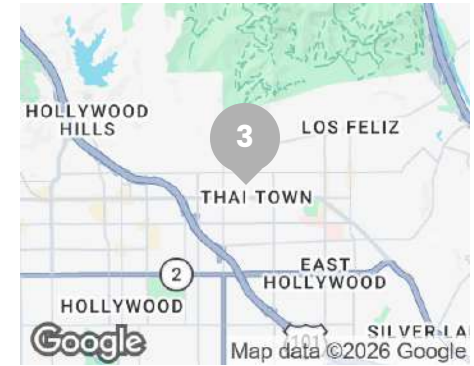 HOLLYWOOD
HILLS
3
LOS FELIZ
THAI TOWN
2
EAST
HOLLYWOOD
HOLLYWOOD
SILVER LA
101
Google
Map data ©2026 Google